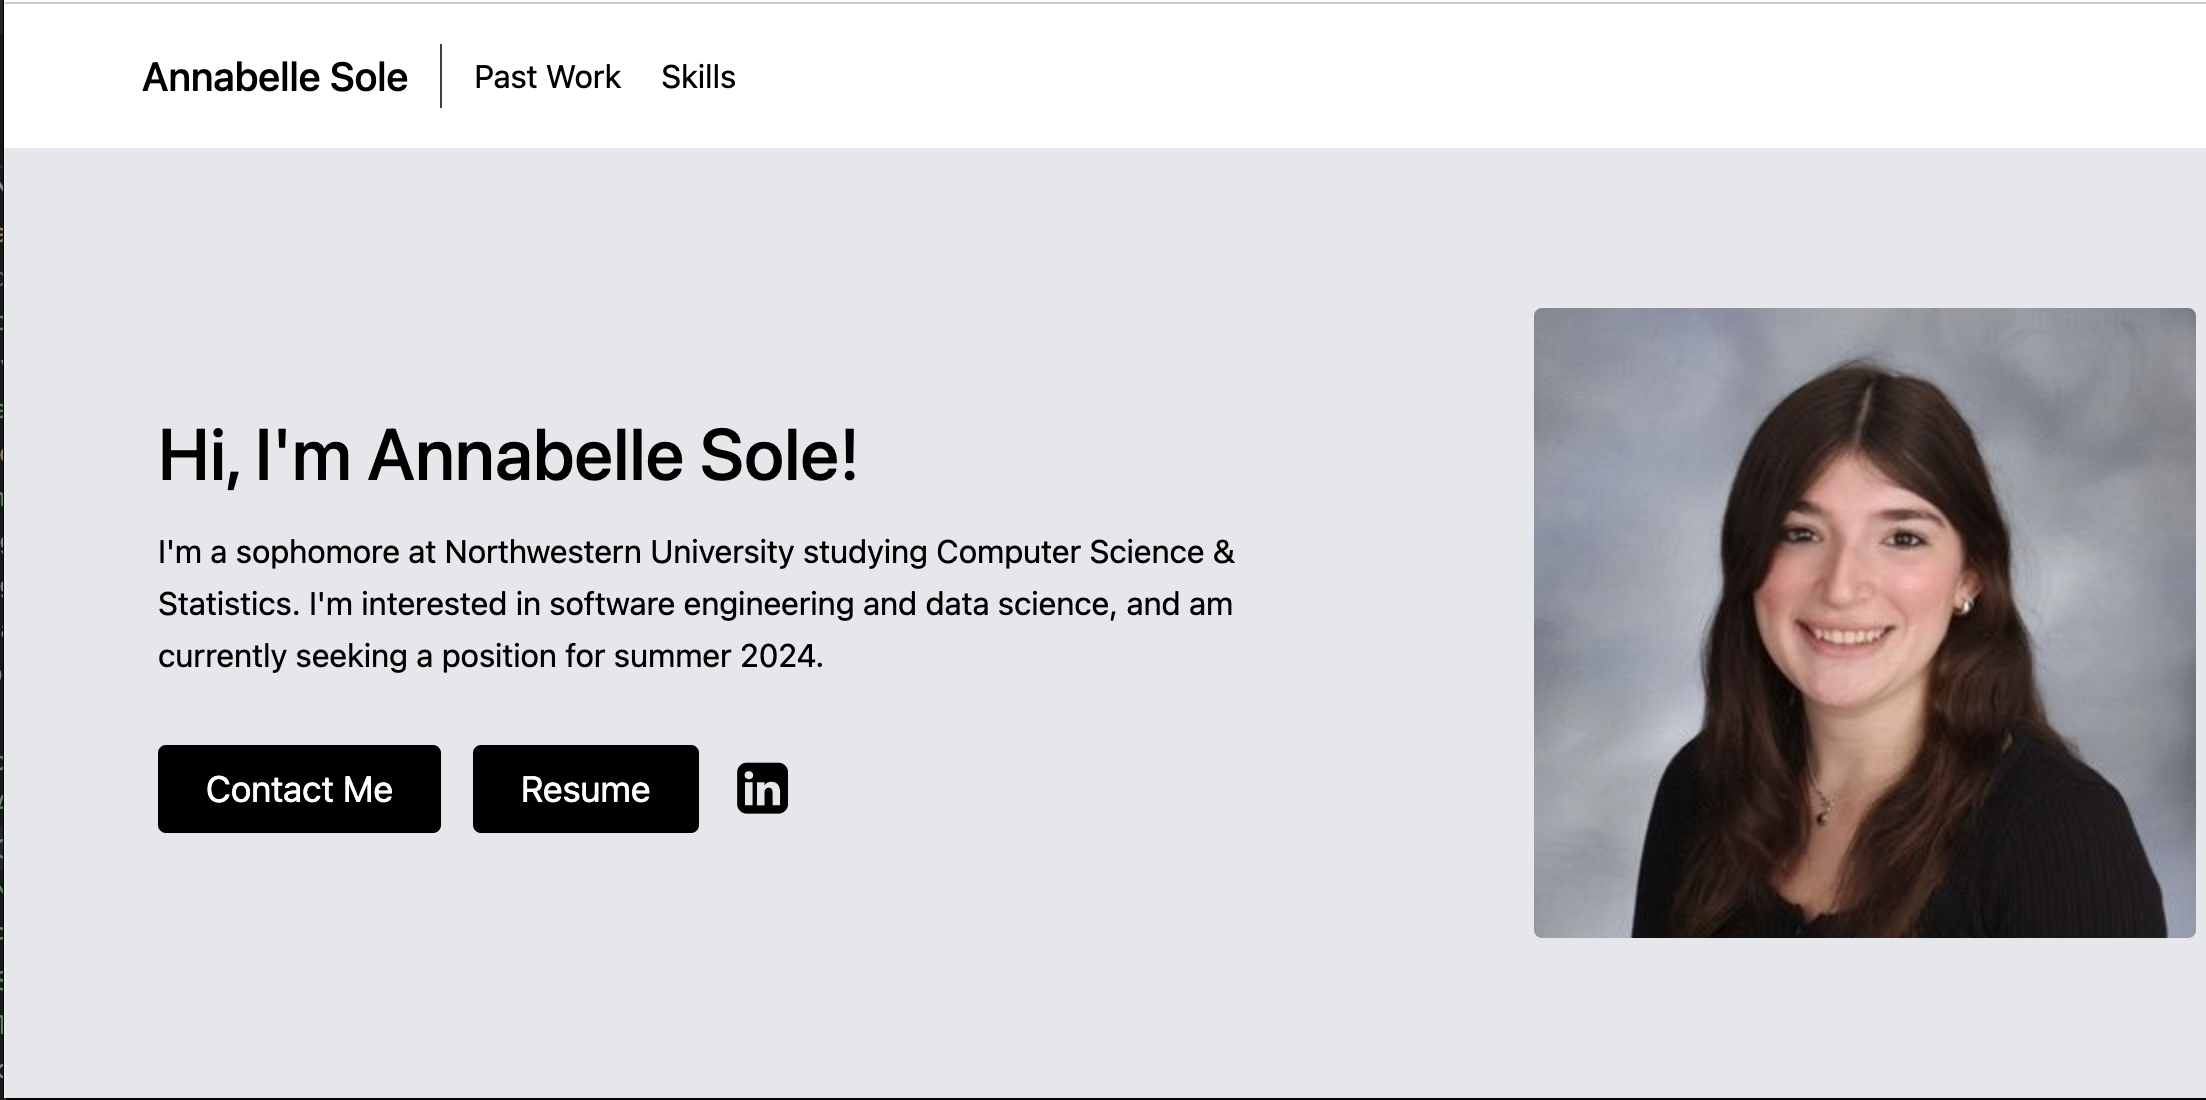 Annabelle Sole
Past Work Skills
Hi, I'm Annabelle Sole!
I'm a sophomore at Northwestern University studying Computer Science &
Statistics. I'm interested in software engineering and data science, and am
currently seeking a position for summer 2024.
Contact Me Resume in